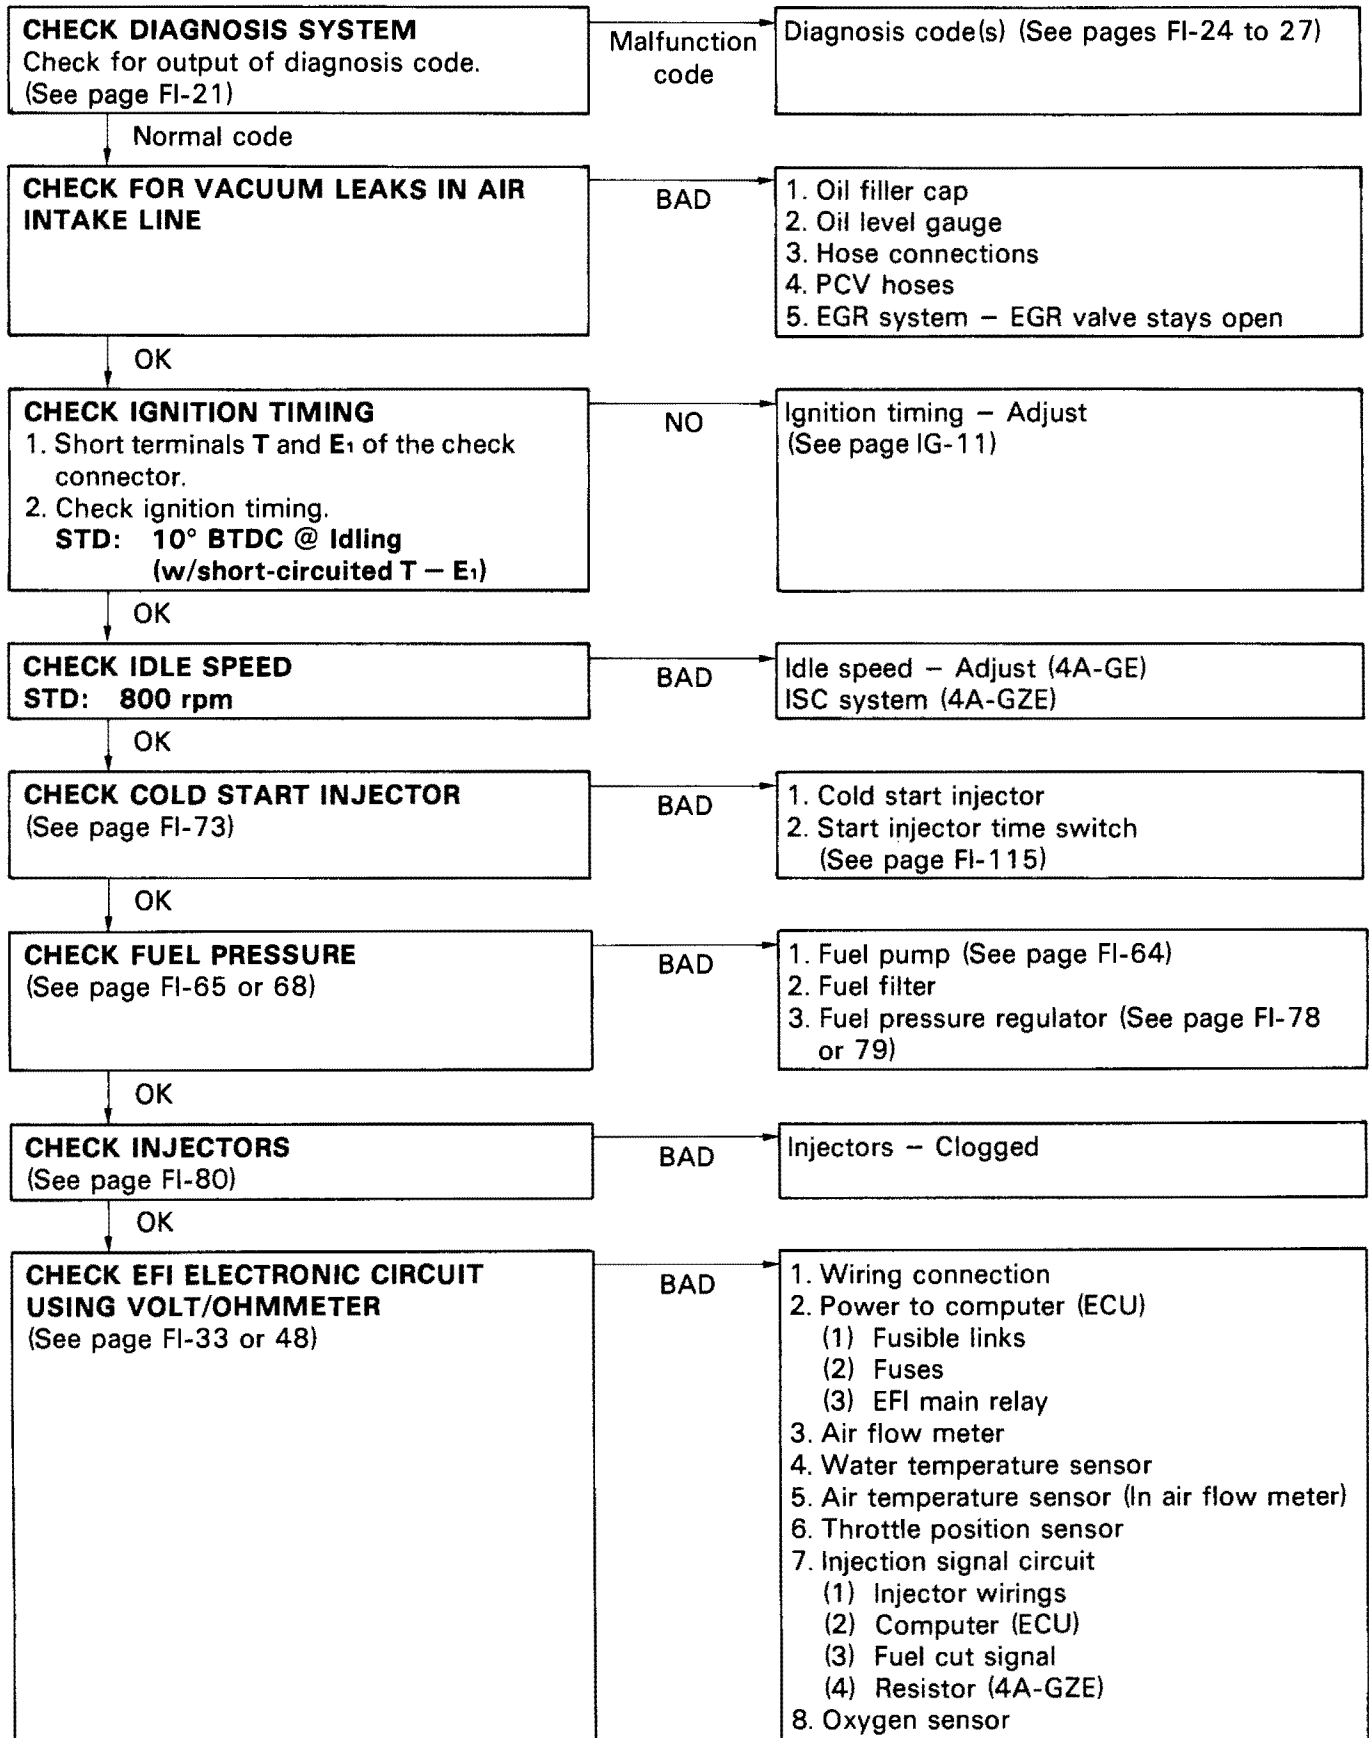 CHECK DIAGNOSIS SYSTEM
Check for output of diagnosis code.
(See page FI-21)
Malfunction
code
Diagnosis code(s) (See pages FI-24 to 27)
Normal code
CHECK FOR VACUUM LEAKS IN AIR
INTAKE LINE
BAD
1. Oil filler cap
2. Oil level gauge
3. Hose connections
4. PCV hoses
5. EGR system – EGR valve stays open
OK
CHECK IGNITION TIMING
1. Short terminals T and E1 of the check
connector.
2. Check ignition timing.
STD: 10° BTDC @ Idling
(w/short-circuited T – E1)
NO
Ignition timing – Adjust
(See page IG-11)
OK
CHECK IDLE SPEED
STD: 800 rpm
BAD
Idle speed – Adjust (4A-GE)
ISC system (4A-GZE)
OK
CHECK COLD START INJECTOR
(See page FI-73)
BAD
1. Cold start injector
2. Start injector time switch
(See page FI-115)
OK
CHECK FUEL PRESSURE
(See page FI-65 or 68)
BAD
1. Fuel pump (See page FI-64)
2. Fuel filter
3. Fuel pressure regulator (See page FI-78
or 79)
OK
CHECK INJECTORS
(See page FI-80)
BAD
Injectors – Clogged
OK
CHECK EFI ELECTRONIC CIRCUIT
USING VOLT/OHMMETER
(See page FI-33 or 48)
BAD
1. Wiring connection
2. Power to computer (ECU)
(1) Fusible links
(2) Fuses
(3) EFI main relay
3. Air flow meter
4. Water temperature sensor
5. Air temperature sensor (In air flow meter)
6. Throttle position sensor
7. Injection signal circuit
(1) Injector wirings
(2) Computer (ECU)
(3) Fuel cut signal
(4) Resistor (4A-GZE)
8. Oxygen sensor